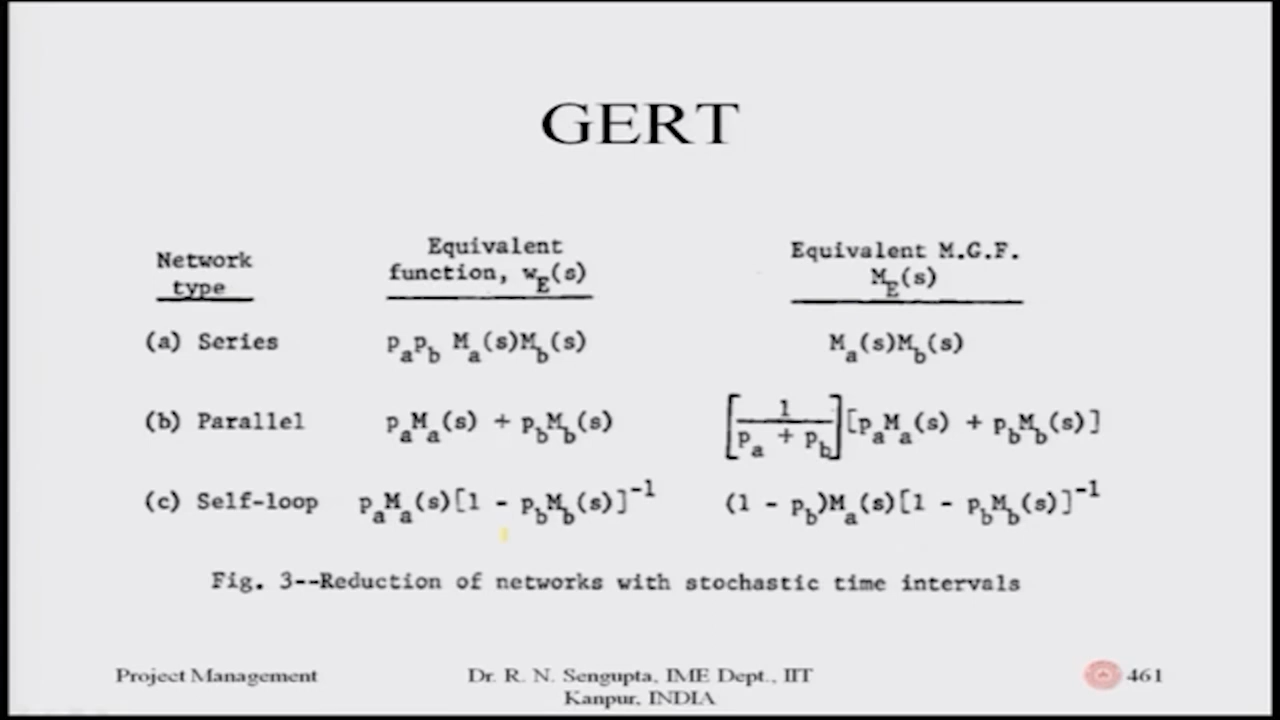 GERT
Network type
Equivalent function, w_E(s)
Equivalent M.G.F. M_E(s)
(a) Series p_a p_b M_a(s)M_b(s) M_a(s)M_b(s)
(b) Parallel p_a M_a(s) + p_b M_b(s) [1/(p_a + p_b)] [p_a M_a(s) + p_b M_b(s)]
(c) Self-loop p_a M_a(s)[1 - p_b M_b(s)]^-1 (1 - p_b)M_a(s)[1 - p_b M_b(s)]^-1
Fig. 3--Reduction of networks with stochastic time intervals
Project Management
Dr. R. N. Sengupta, IME Dept., IIT
Kanpur, INDIA
461